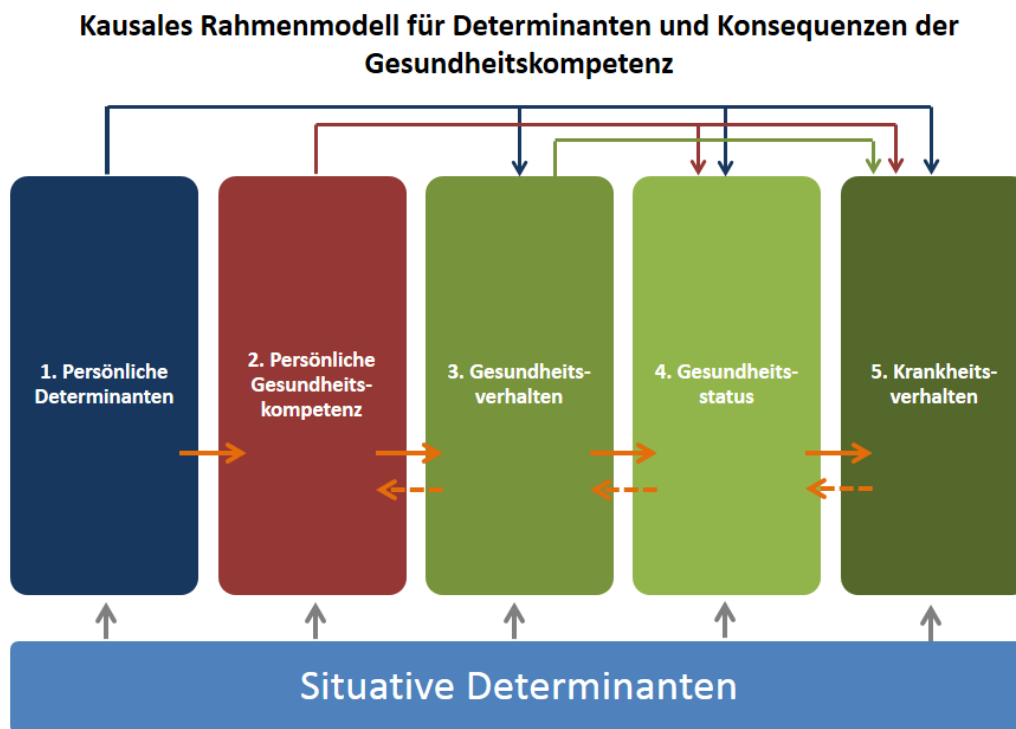 Kausales Rahmenmodell für Determinanten und Konsequenzen der
Gesundheitskompetenz
1. Persönliche
Determinanten
2. Persönliche
Gesundheits-
kompetenz
3. Gesundheits-
verhalten
4. Gesundheits-
status
5. Krankheits-
verhalten
Situative Determinanten